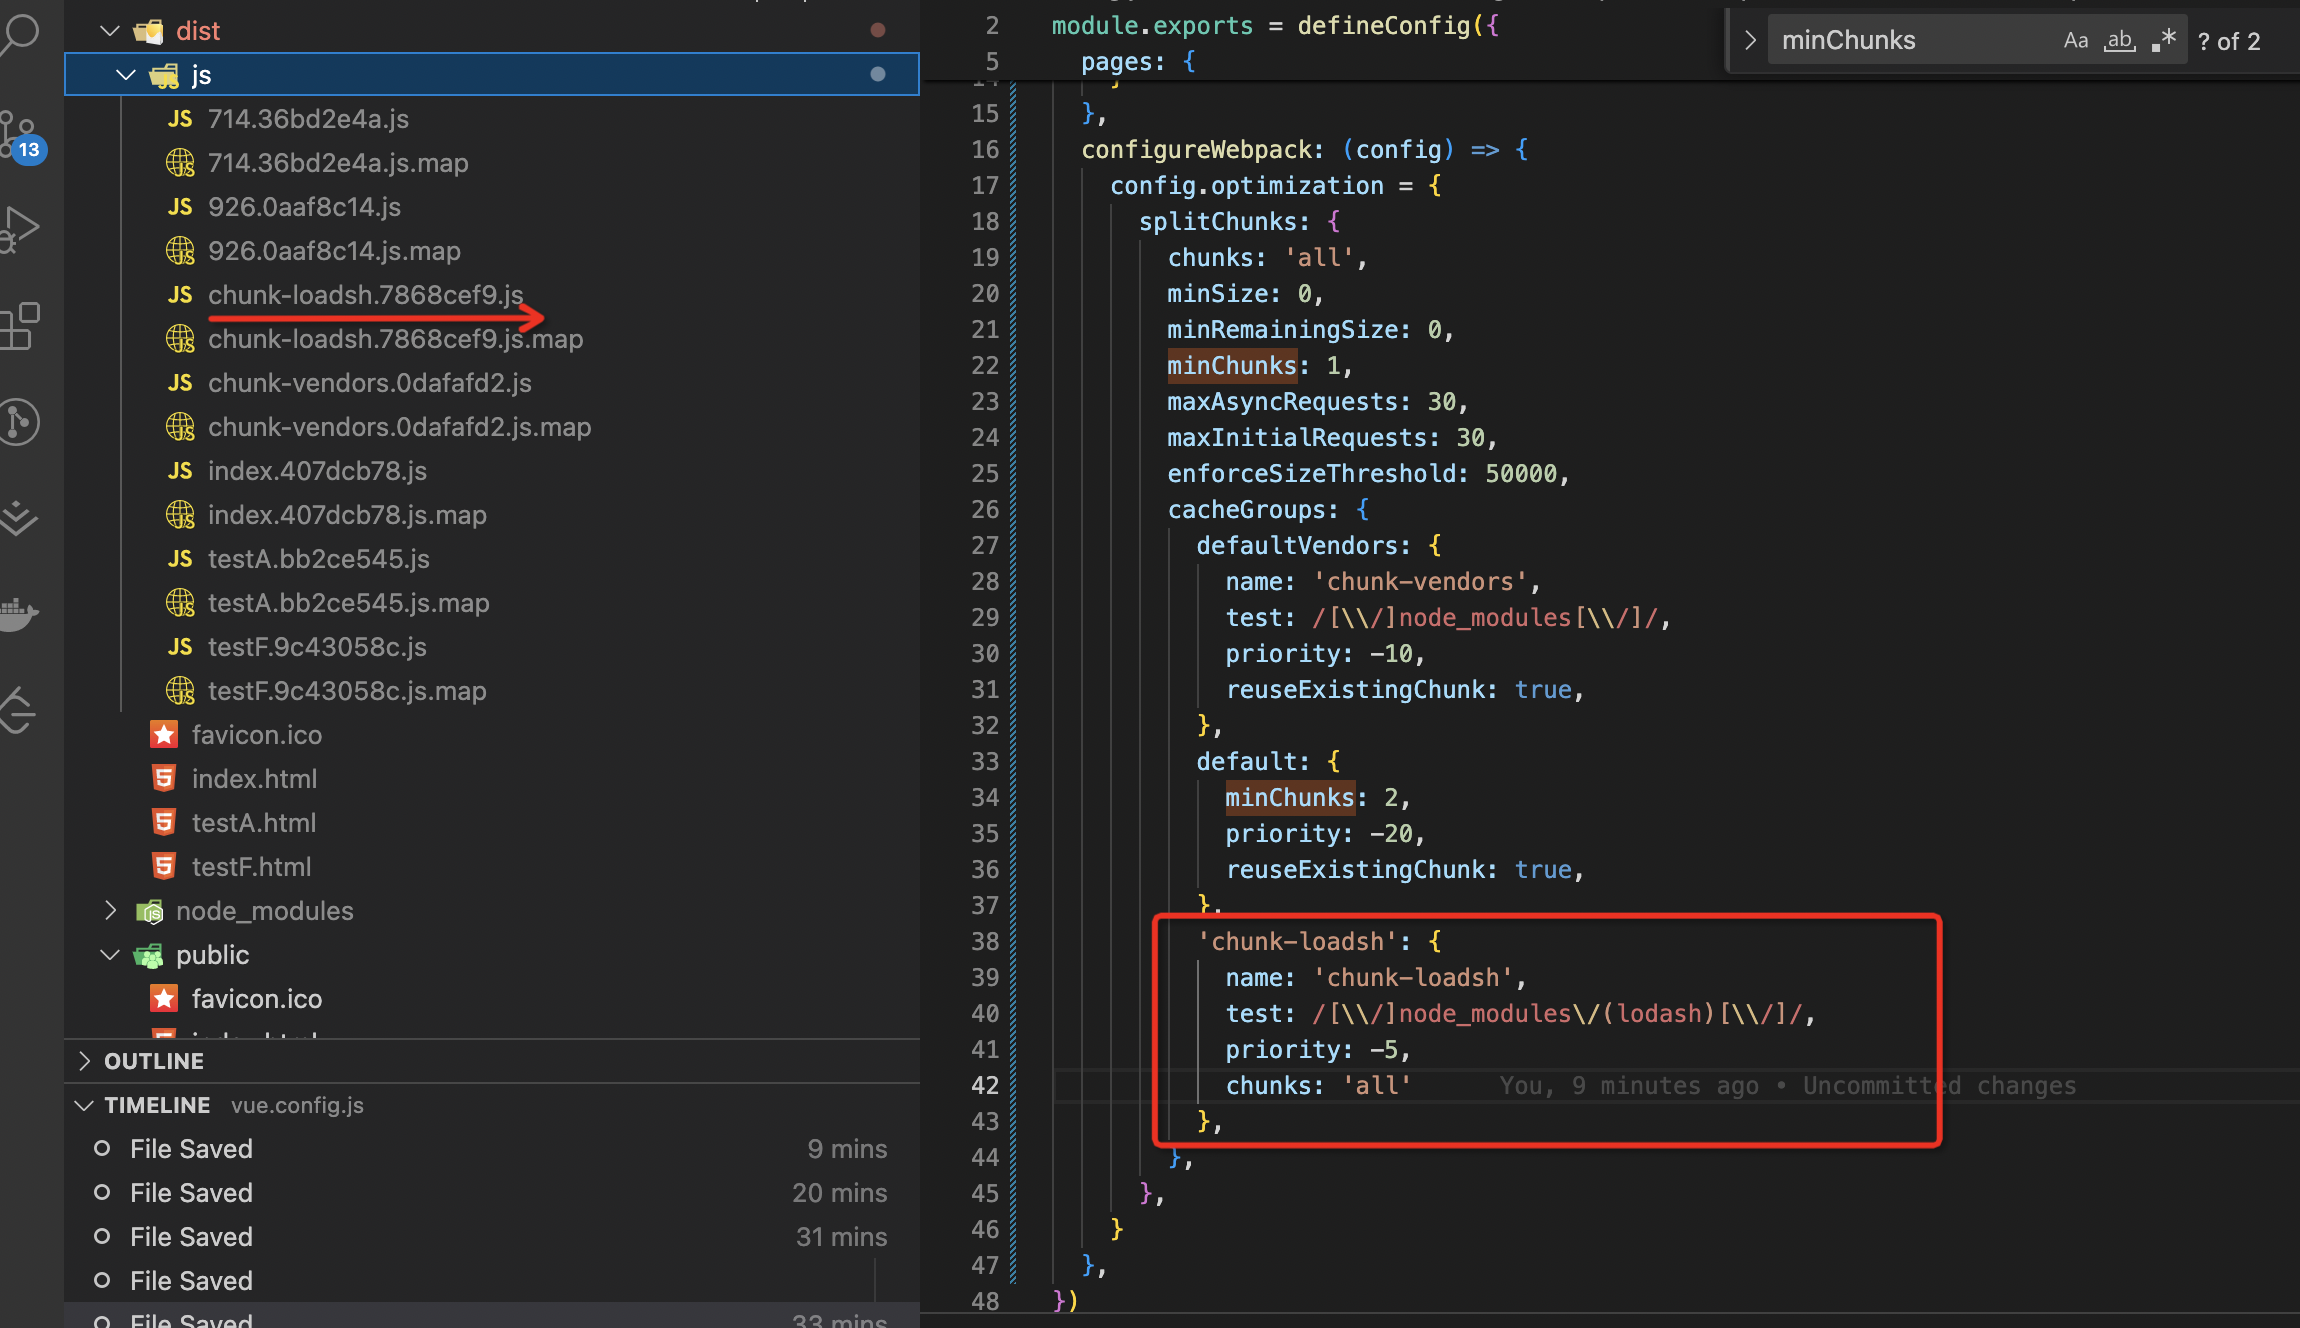 dist
js
JS 714.36bd2e4a.js
714.36bd2e4a.js.map
JS 926.0aaf8c14.js
926.0aaf8c14.js.map
JS chunk-loadsh.7868cef9.js
chunk-loadsh.7868cef9.js.map
JS chunk-vendors.0dafafd2.js
chunk-vendors.0dafafd2.js.map
JS index.407dcb78.js
index.407dcb78.js.map
JS testA.bb2ce545.js
testA.bb2ce545.js.map
JS testF.9c43058c.js
testF.9c43058c.js.map
favicon.ico
index.html
testA.html
testF.html
node_modules
public
favicon.ico
13
OUTLINE
TIMELINE vue.config.js
File Saved 9 mins
File Saved 20 mins
File Saved 31 mins
File Saved
File Saved 33 mins
minChunks Aa ab .* ? of 2
2 module.exports = defineConfig({
5 pages: {
14 }
15 },
16 configureWebpack: (config) => {
17 config.optimization = {
18 splitChunks: {
19 chunks: 'all',
20 minSize: 0,
21 minRemainingSize: 0,
22 minChunks: 1,
23 maxAsyncRequests: 30,
24 maxInitialRequests: 30,
25 enforceSizeThreshold: 50000,
26 cacheGroups: {
27 defaultVendors: {
28 name: 'chunk-vendors',
29 test: /[\\/]node_modules[\\/]/,
30 priority: -10,
31 reuseExistingChunk: true,
32 },
33 default: {
34 minChunks: 2,
35 priority: -20,
36 reuseExistingChunk: true,
37 },
38 'chunk-loadsh': {
39 name: 'chunk-loadsh',
40 test: /[\\/]node_modules\/(lodash)[\\/]/,
41 priority: -5,
42 chunks: 'all' You, 9 minutes ago • Uncommitted changes
43 },
44 },
45 },
46 }
47 },
48 })